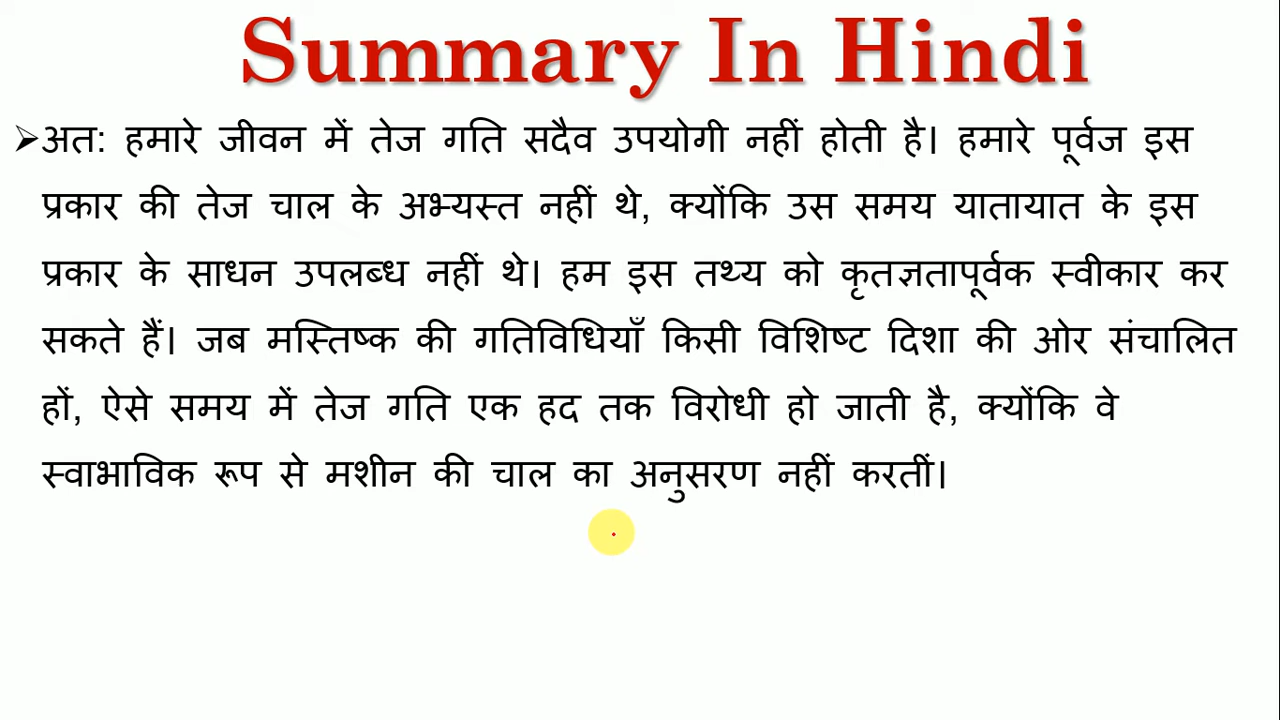 Summary In Hindi
➢अत: हमारे जीवन में तेज गति सदैव उपयोगी नहीं होती है। हमारे पूर्वज इस
प्रकार की तेज चाल के अभ्यस्त नहीं थे, क्योंकि उस समय यातायात के इस
प्रकार के साधन उपलब्ध नहीं थे। हम इस तथ्य को कृतज्ञतापूर्वक स्वीकार कर
सकते हैं। जब मस्तिष्क की गतिविधियाँ किसी विशिष्ट दिशा की ओर संचालित
हों, ऐसे समय में तेज गति एक हद तक विरोधी हो जाती है, क्योंकि वे
स्वाभाविक रूप से मशीन की चाल का अनुसरण नहीं करतीं।